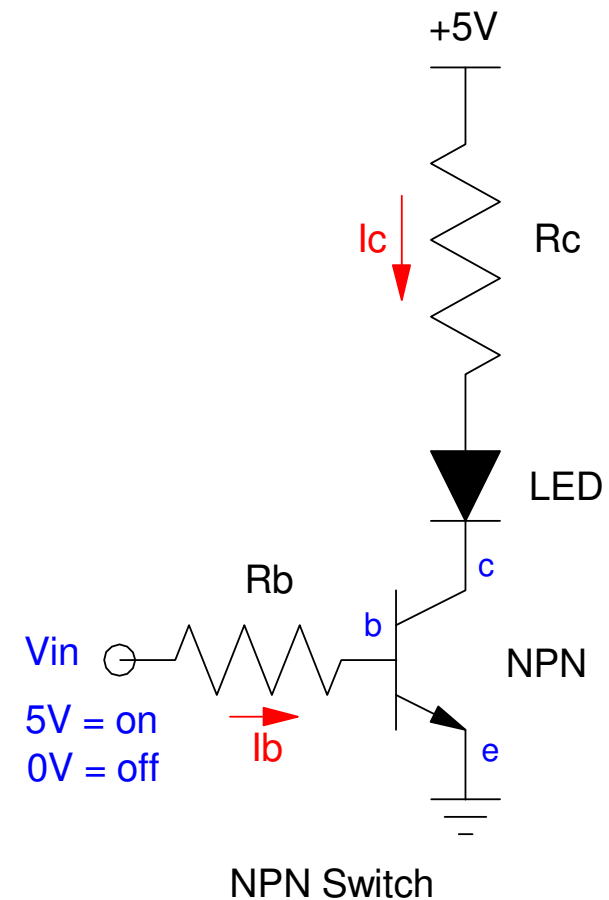 +5V
Ic
Rc
LED
c
Rb
b
Vin
NPN
5V = on
Ib
e
0V = off
NPN Switch